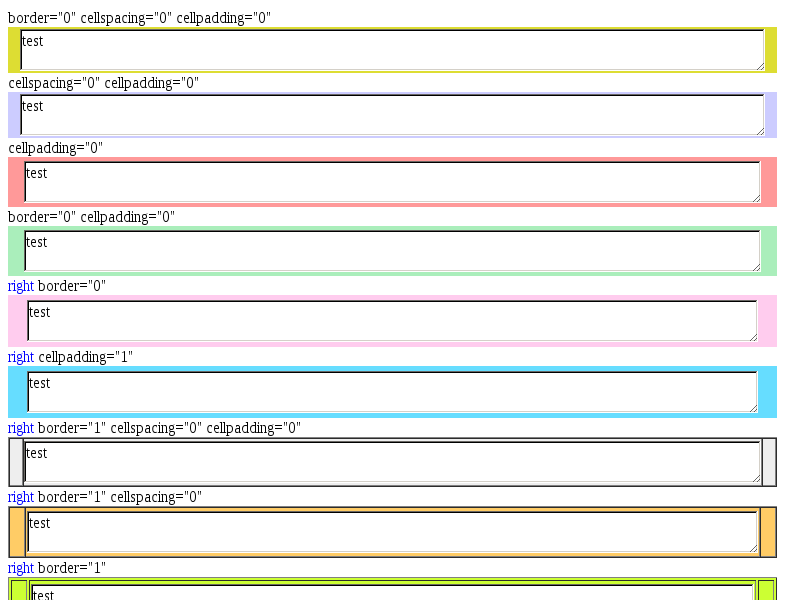 border="0" cellspacing="0" cellpadding="0"
test
cellspacing="0" cellpadding="0"
test
cellpadding="0"
test
border="0" cellpadding="0"
test
right border="0"
test
right cellpadding="1"
test
right border="1" cellspacing="0" cellpadding="0"
test
right border="1" cellspacing="0"
test
right border="1"
test